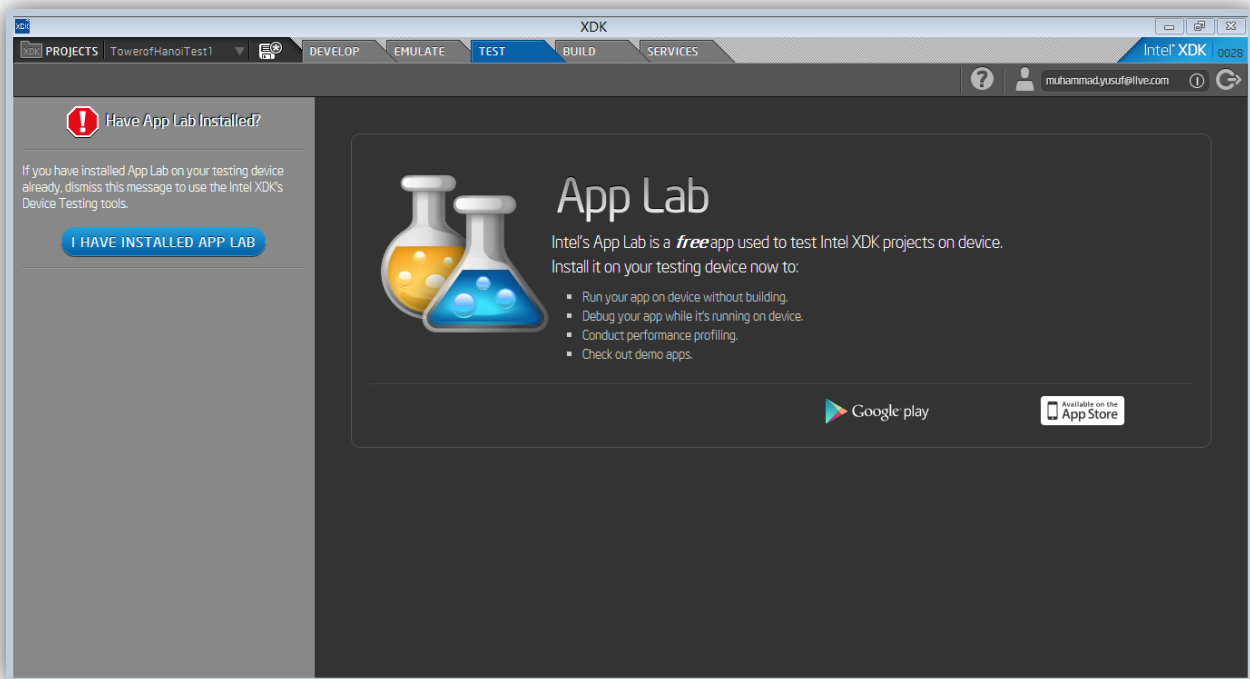 XDK
XDK
XDK PROJECTS TowerofHanoiTest1 DEVELOP EMULATE TEST BUILD SERVICES Intel® XDK 0028
muhammad.yusuf@live.com
Have App Lab Installed?
If you have installed App Lab on your testing device
already, dismiss this message to use the Intel XDK's
Device Testing tools.
I HAVE INSTALLED APP LAB
App Lab
Intel's App Lab is a free app used to test Intel XDK projects on device.
Install it on your testing device now to:
Run your app on device without building.
Debug your app while it's running on device.
Conduct performance profiling.
Check out demo apps.
Google play
Available on the
App Store